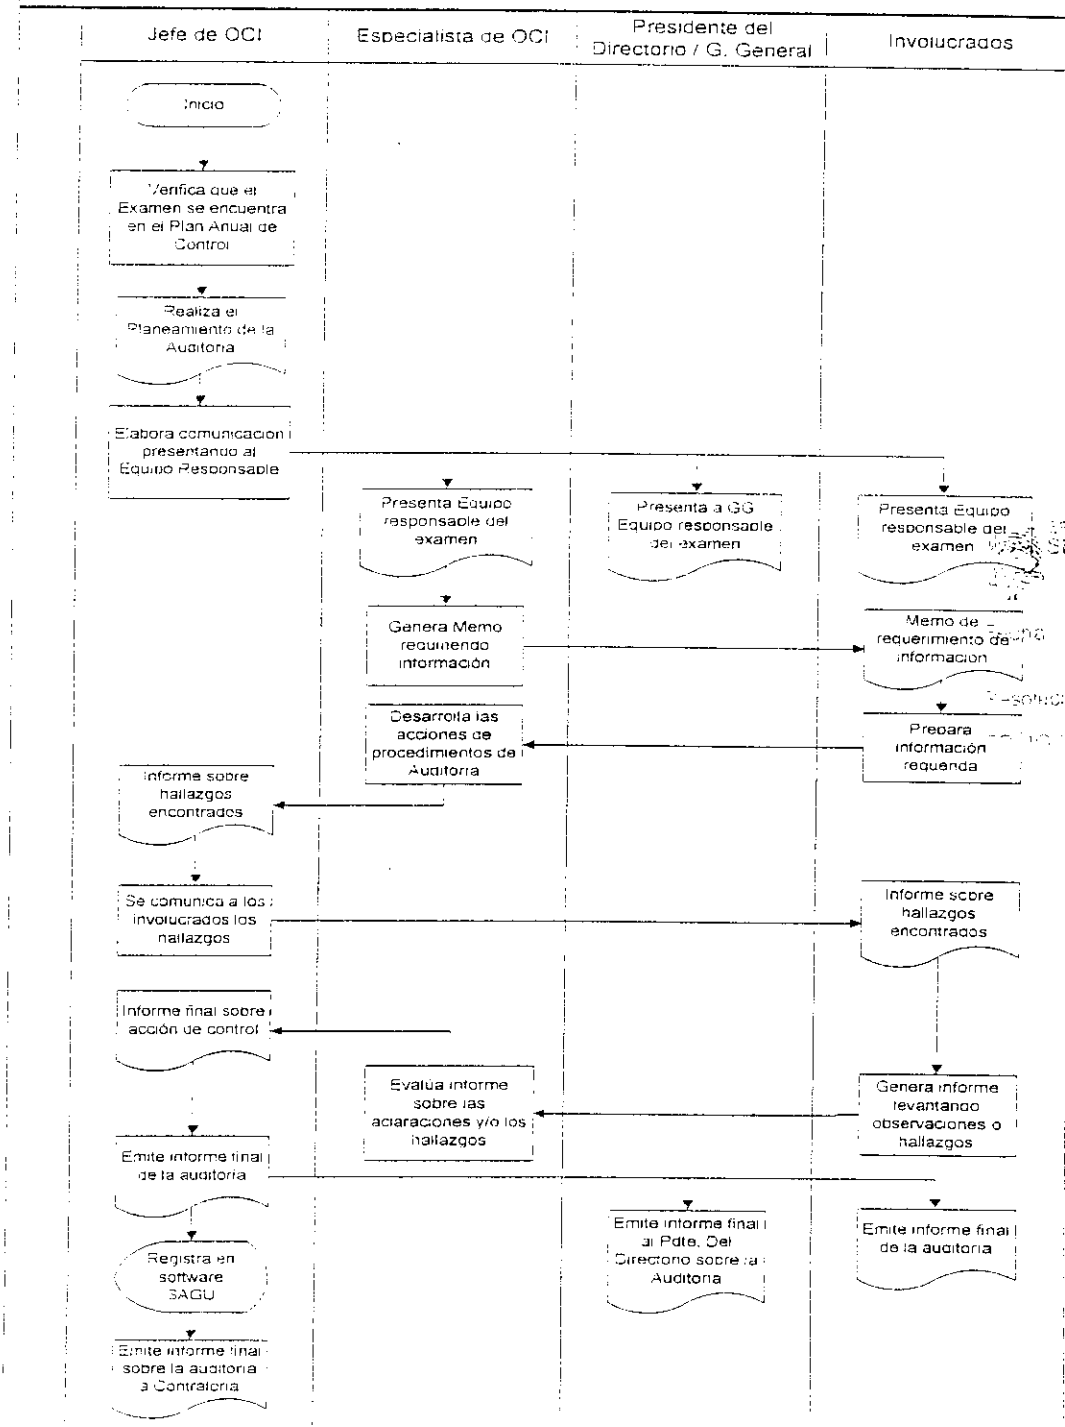 Jefe de OCI
Especialista de OCI
Presidente del
Directorio / G. General
Involucrados
Inicio
Verifica que el
Examen se encuentra
en el Plan Anual de
Control
Realiza el
Planeamiento de la
Auditoria
Elabora comunicación
presentando al
Equipo Responsable
Presenta Equipo
responsable del
examen
Presenta a GG
Equipo responsable
del examen
Presenta Equipo
responsable del
examen
Genera Memo
requiriendo
información
Memo de
requerimiento de
información
Desarrolla las
acciones de
procedimientos de
Auditoría
Prepara
información
requerida
Informe sobre
hallazgos
encontrados
Se comunica a los
involucrados los
hallazgos
Informe sobre
hallazgos
encontrados
Informe final sobre
acción de control
Evalúa informe
sobre las
aclaraciones y/o los
hallazgos
Genera informe
levantando
observaciones o
hallazgos
Emite informe final
de la auditoria
Emite informe final
al Pdte. Del
Directorio sobre la
Auditoria
Emite informe final
de la auditoria
Registra en
software
SAGU
Emite informe final
sobre la auditoria
a Contraloria